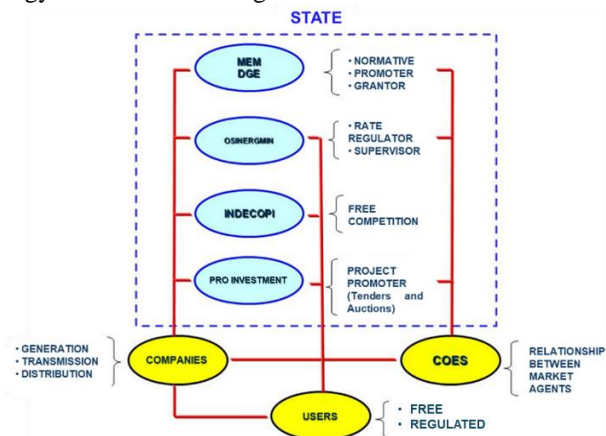 STATE
MEM
DGE
• NORMATIVE
• PROMOTER
• GRANTOR
OSINERGMIN
• RATE
REGULATOR
• SUPERVISOR
INDECOPI
FREE
COMPETITION
PRO INVESTMENT
PROJECT
PROMOTER
(Tenders and
Auctions)
• GENERATION
• TRANSMISSION
• DISTRIBUTION
COMPANIES
COES
RELATIONSHIP
BETWEEN
MARKET
AGENTS
USERS
• FREE
• REGULATED